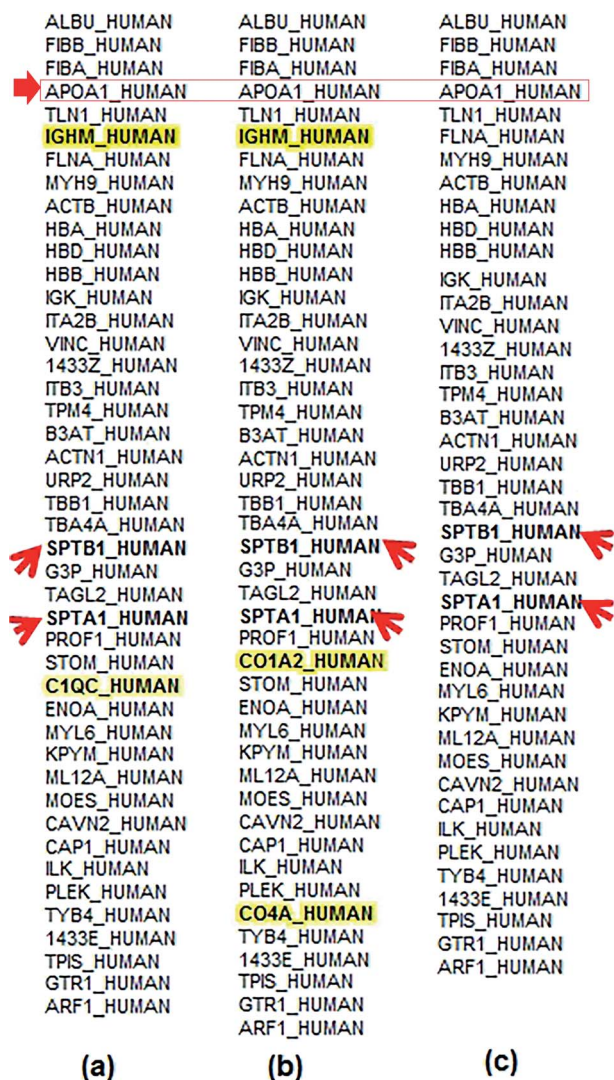 ALBU_HUMAN
FIBB_HUMAN
FIBA_HUMAN
APOA1_HUMAN
TLN1_HUMAN
IGHM_HUMAN
FLNA_HUMAN
MYH9_HUMAN
ACTB_HUMAN
HBA_HUMAN
HBD_HUMAN
HBB_HUMAN
IGK_HUMAN
ITA2B_HUMAN
VINC_HUMAN
1433Z_HUMAN
ITB3_HUMAN
TPM4_HUMAN
B3AT_HUMAN
ACTN1_HUMAN
URP2_HUMAN
TBB1_HUMAN
TBA4A_HUMAN
SPTB1_HUMAN
G3P_HUMAN
TAGL2_HUMAN
SPTA1_HUMAN
PROF1_HUMAN
STOM_HUMAN
C1QC_HUMAN
ENOA_HUMAN
MYL6_HUMAN
KPYM_HUMAN
ML12A_HUMAN
MOES_HUMAN
CAVN2_HUMAN
CAP1_HUMAN
ILK_HUMAN
PLEK_HUMAN
TYB4_HUMAN
1433E_HUMAN
TPIS_HUMAN
GTR1_HUMAN
ARF1_HUMAN
(a)
ALBU_HUMAN
FIBB_HUMAN
FIBA_HUMAN
APOA1_HUMAN
TLN1_HUMAN
IGHM_HUMAN
FLNA_HUMAN
MYH9_HUMAN
ACTB_HUMAN
HBA_HUMAN
HBD_HUMAN
HBB_HUMAN
IGK_HUMAN
ITA2B_HUMAN
VINC_HUMAN
1433Z_HUMAN
ITB3_HUMAN
TPM4_HUMAN
B3AT_HUMAN
ACTN1_HUMAN
URP2_HUMAN
TBB1_HUMAN
TBA4A_HUMAN
SPTB1_HUMAN
G3P_HUMAN
TAGL2_HUMAN
SPTA1_HUMAN
PROF1_HUMAN
CO1A2_HUMAN
STOM_HUMAN
ENOA_HUMAN
MYL6_HUMAN
KPYM_HUMAN
ML12A_HUMAN
MOES_HUMAN
CAVN2_HUMAN
CAP1_HUMAN
ILK_HUMAN
PLEK_HUMAN
CO4A_HUMAN
TYB4_HUMAN
1433E_HUMAN
TPIS_HUMAN
GTR1_HUMAN
ARF1_HUMAN
(b)
ALBU_HUMAN
FIBB_HUMAN
FIBA_HUMAN
APOA1_HUMAN
TLN1_HUMAN
FLNA_HUMAN
MYH9_HUMAN
ACTB_HUMAN
HBA_HUMAN
HBD_HUMAN
HBB_HUMAN
IGK_HUMAN
ITA2B_HUMAN
VINC_HUMAN
1433Z_HUMAN
ITB3_HUMAN
TPM4_HUMAN
B3AT_HUMAN
ACTN1_HUMAN
URP2_HUMAN
TBB1_HUMAN
TBA4A_HUMAN
SPTB1_HUMAN
G3P_HUMAN
TAGL2_HUMAN
SPTA1_HUMAN
PROF1_HUMAN
STOM_HUMAN
ENOA_HUMAN
MYL6_HUMAN
KPYM_HUMAN
ML12A_HUMAN
MOES_HUMAN
CAVN2_HUMAN
CAP1_HUMAN
ILK_HUMAN
PLEK_HUMAN
TYB4_HUMAN
1433E_HUMAN
TPIS_HUMAN
GTR1_HUMAN
ARF1_HUMAN
(c)